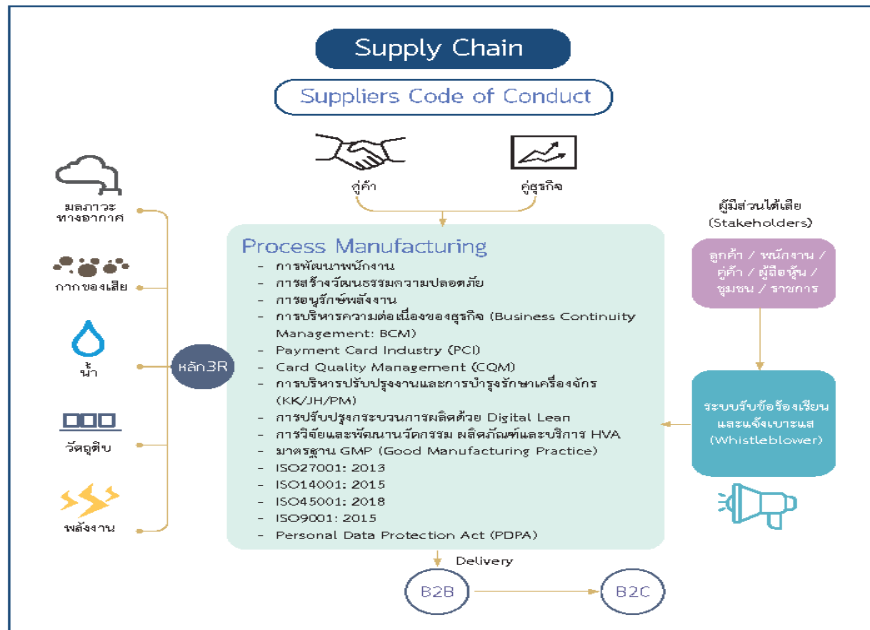 Supply Chain
Suppliers Code of Conduct
คู่ค้า
คู่ธุรกิจ
มลภาวะ
ทางอากาศ
กากของเสีย
น้ำ
วัตถุดิบ
พลังงาน
หลัก3R
Process Manufacturing
- การพัฒนาพนักงาน
- การสร้างวัฒนธรรมความปลอดภัย
- การอนุรักษ์พลังงาน
- การบริหารความต่อเนื่องของธุรกิจ (Business Continuity
Management: BCM)
- Payment Card Industry (PCI)
- Card Quality Management (CQM)
- การบริหารปรับปรุงงานและการบำรุงรักษาเครื่องจักร
(KK/JH/PM)
- การปรับปรุงกระบวนการผลิตด้วย Digital Lean
- การวิจัยและพัฒนานวัตกรรม ผลิตภัณฑ์และบริการ HVA
- มาตรฐาน GMP (Good Manufacturing Practice)
- ISO27001: 2013
- ISO14001: 2015
- ISO45001: 2018
- ISO9001: 2015
- Personal Data Protection Act (PDPA)
ผู้มีส่วนได้เสีย
(Stakeholders)
ลูกค้า / พนักงาน /
คู่ค้า / ผู้ถือหุ้น /
ชุมชน / ราชการ
ระบบรับข้อร้องเรียน
และแจ้งเบาะแส
(Whistleblower)
Delivery
B2B
B2C